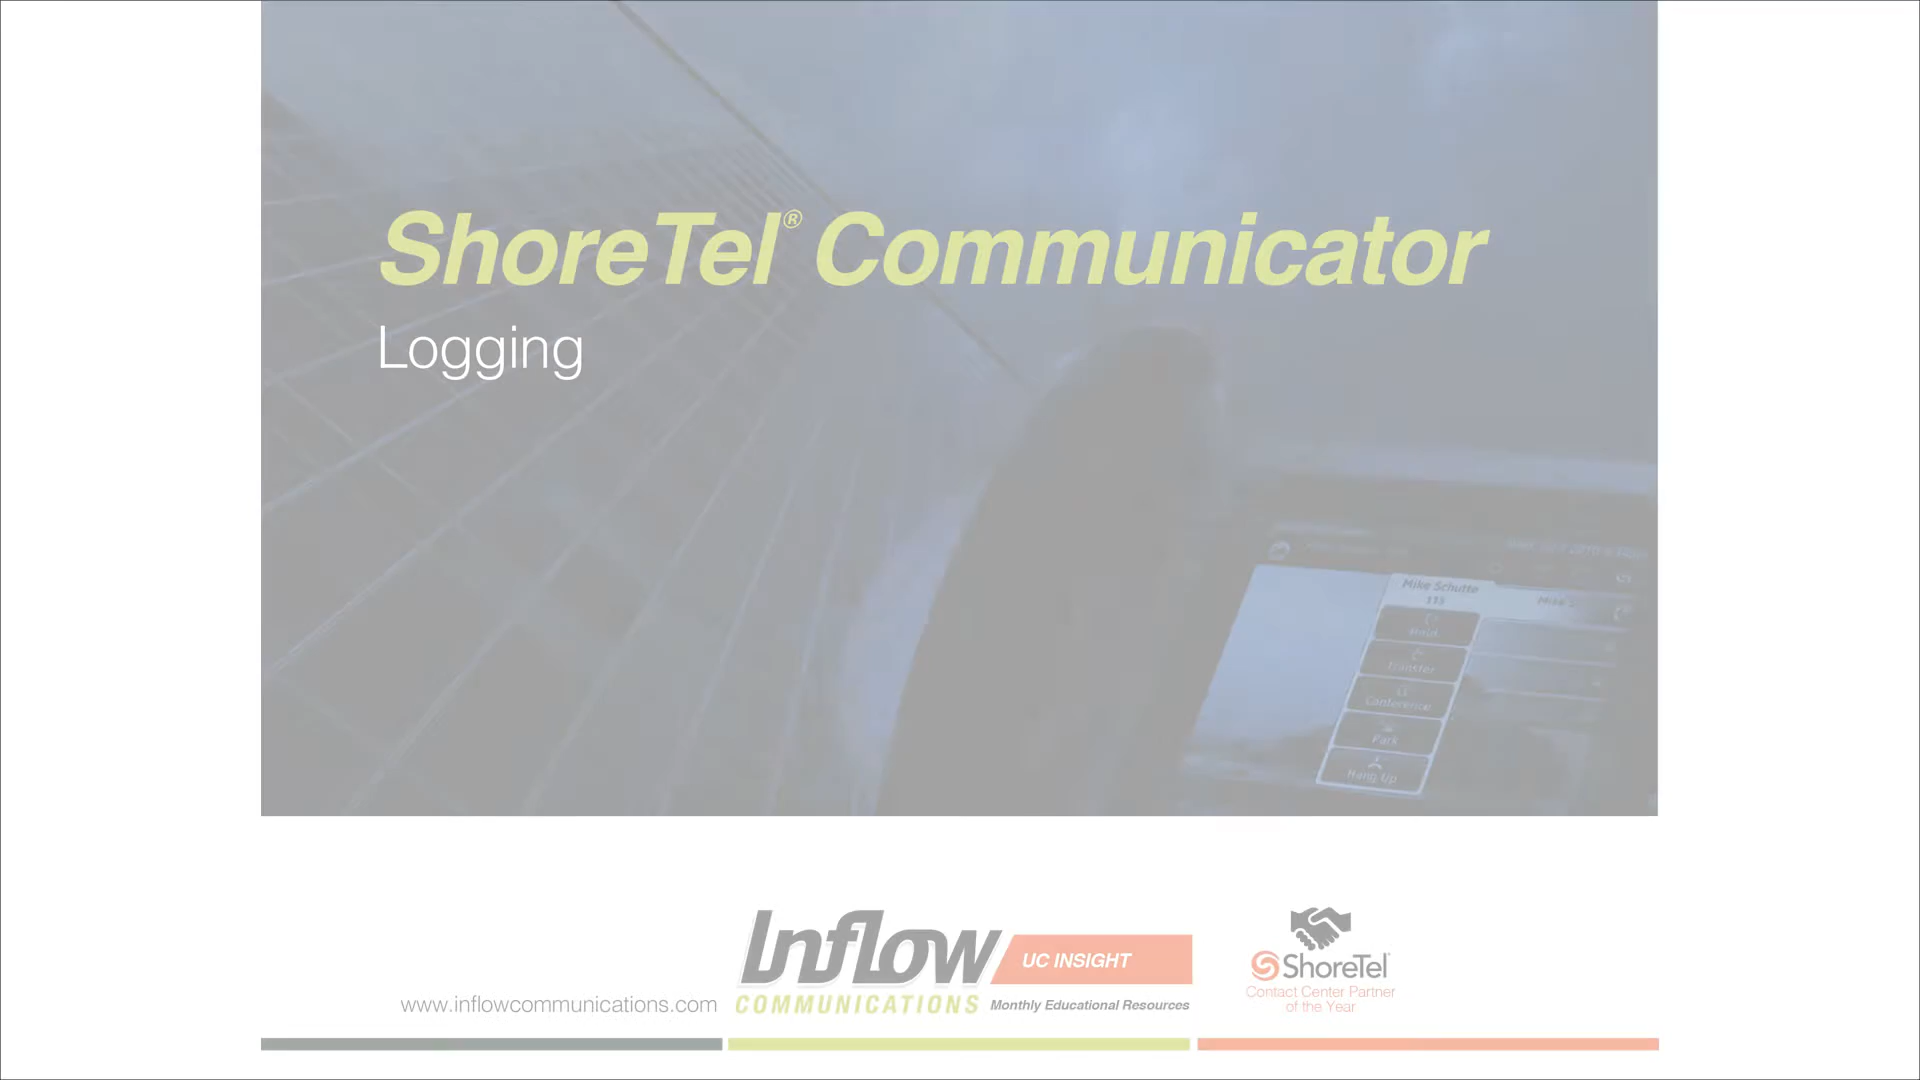 ShoreTel® Communicator
Logging
Mike Schutte
115
Hold
Transfer
Conference
Park
Hang Up
www.inflowcommunications.com
Inflow
COMMUNICATIONS
UC INSIGHT
Monthly Educational Resources
ShoreTel
Contact Center Partner
of the Year